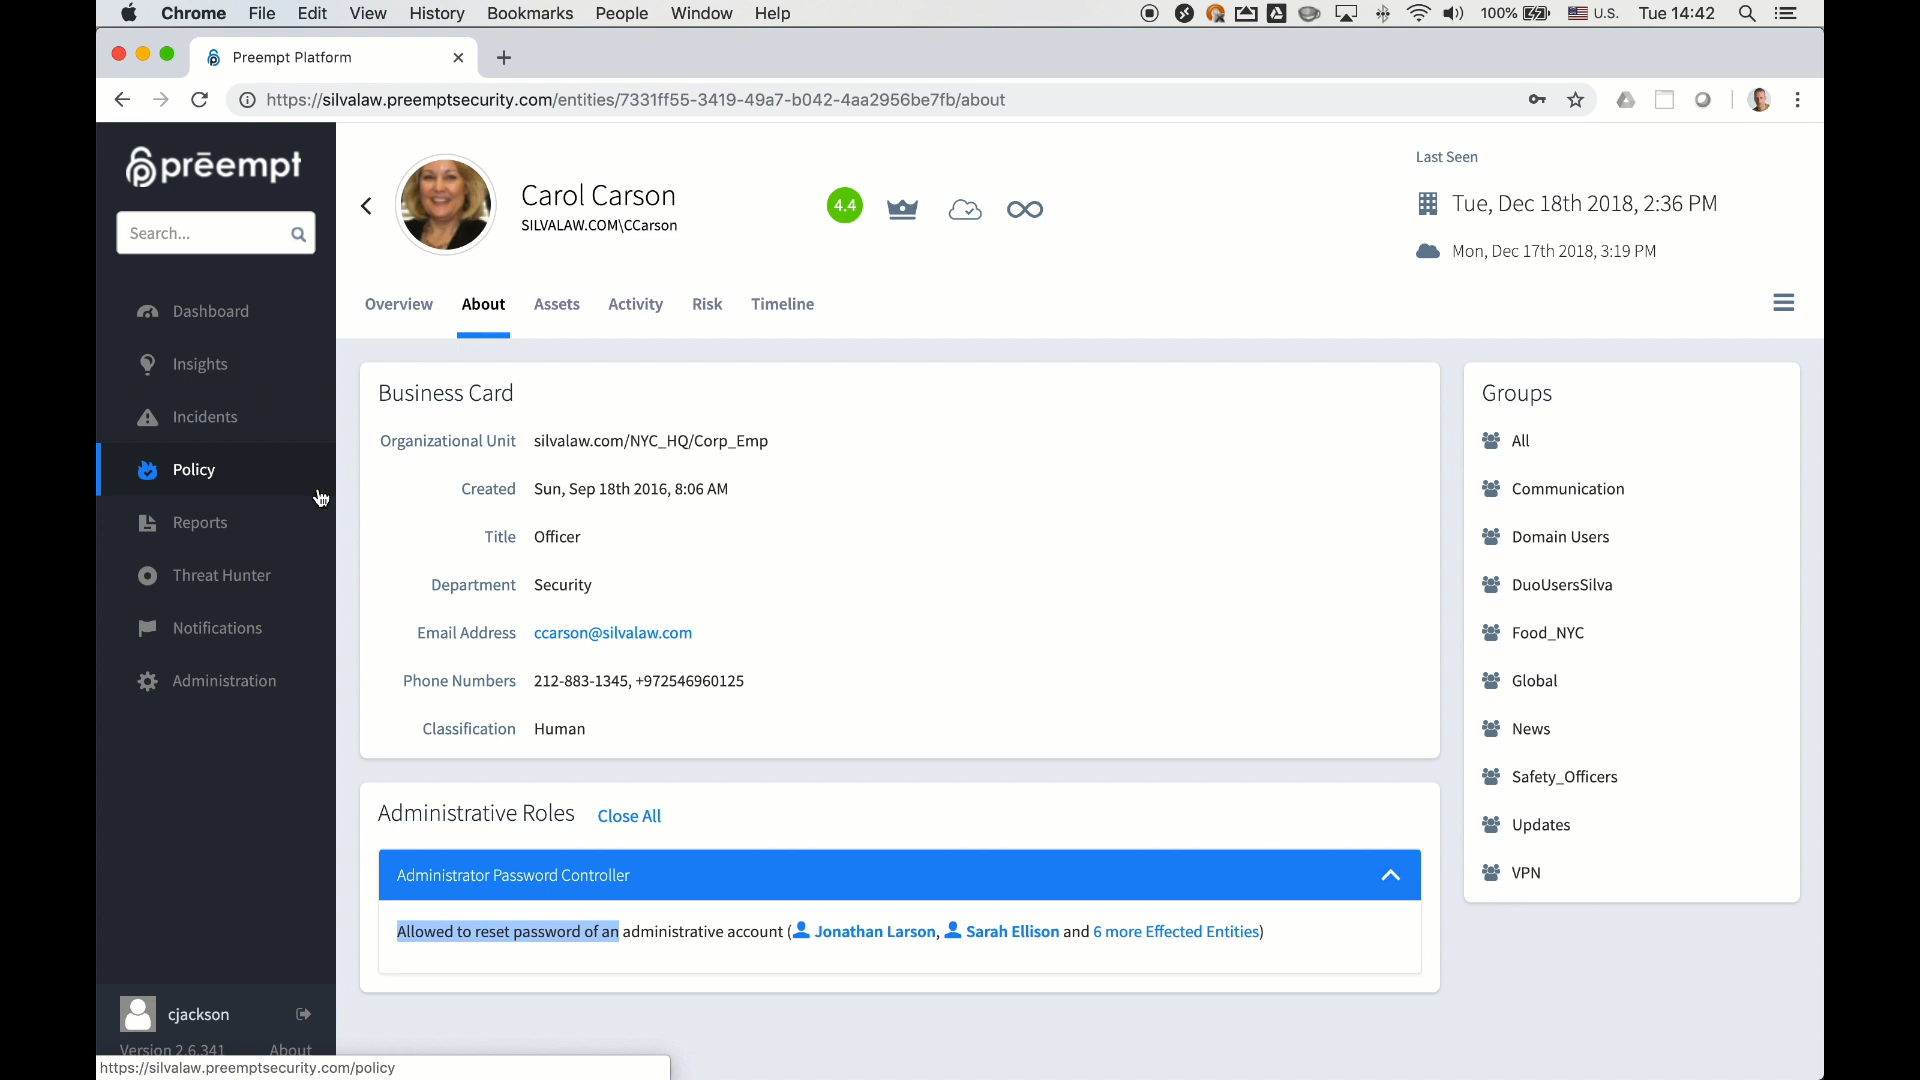 Chrome File Edit View History Bookmarks People Window Help 100% U.S. Tue 14:42
Preempt Platform
https://silvalaw.preemptsecurity.com/entities/7331ff55-3419-49a7-b042-4aa2956be7fb/about
prēempt
Search...
Dashboard
Insights
Incidents
Policy
Reports
Threat Hunter
Notifications
Administration
cjackson
Version 2.6.341 About
https://silvalaw.preemptsecurity.com/policy
Carol Carson
SILVALAW.COM\CCarson
4.4
Last Seen
Tue, Dec 18th 2018, 2:36 PM
Mon, Dec 17th 2018, 3:19 PM
Overview About Assets Activity Risk Timeline
Business Card
Organizational Unit silvalaw.com/NYC_HQ/Corp_Emp
Created Sun, Sep 18th 2016, 8:06 AM
Title Officer
Department Security
Email Address ccarson@silvalaw.com
Phone Numbers 212-883-1345, +972546960125
Classification Human
Administrative Roles Close All
Administrator Password Controller
Allowed to reset password of an administrative account (Jonathan Larson, Sarah Ellison and 6 more Effected Entities)
Groups
All
Communication
Domain Users
DuoUsersSilva
Food_NYC
Global
News
Safety_Officers
Updates
VPN